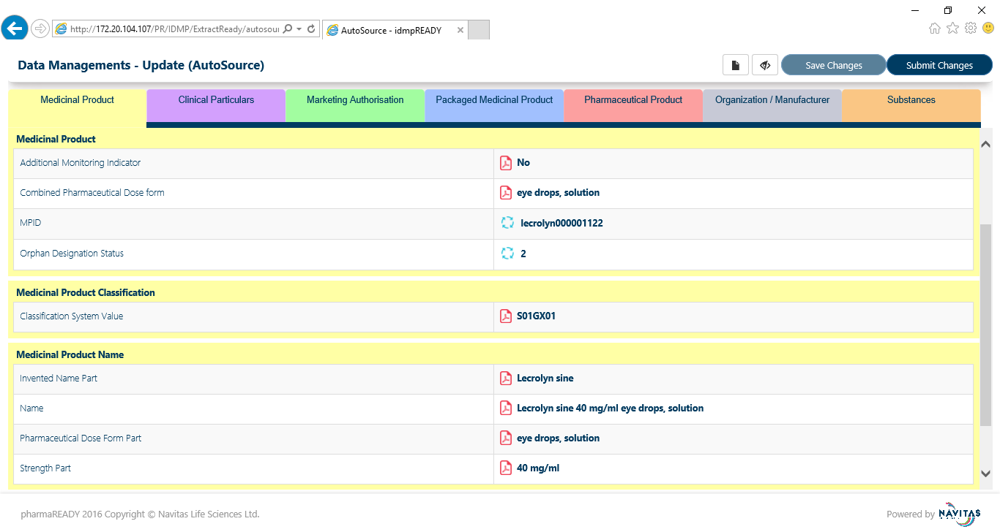 http://172.20.104.107/PR/IDMP/ExtractReady/autosour
AutoSource - idmpREADY
Data Managements - Update (AutoSource)
Save Changes
Submit Changes
Medicinal Product
Clinical Particulars
Marketing Authorisation
Packaged Medicinal Product
Pharmaceutical Product
Organization / Manufacturer
Substances
Medicinal Product
Additional Monitoring Indicator No
Combined Pharmaceutical Dose form eye drops, solution
MPID lecrolyn000001122
Orphan Designation Status 2
Medicinal Product Classification
Classification System Value S01GX01
Medicinal Product Name
Invented Name Part Lecrolyn sine
Name Lecrolyn sine 40 mg/ml eye drops, solution
Pharmaceutical Dose Form Part eye drops, solution
Strength Part 40 mg/ml
pharmaREADY 2016 Copyright © Navitas Life Sciences Ltd.
Powered by NAVITAS